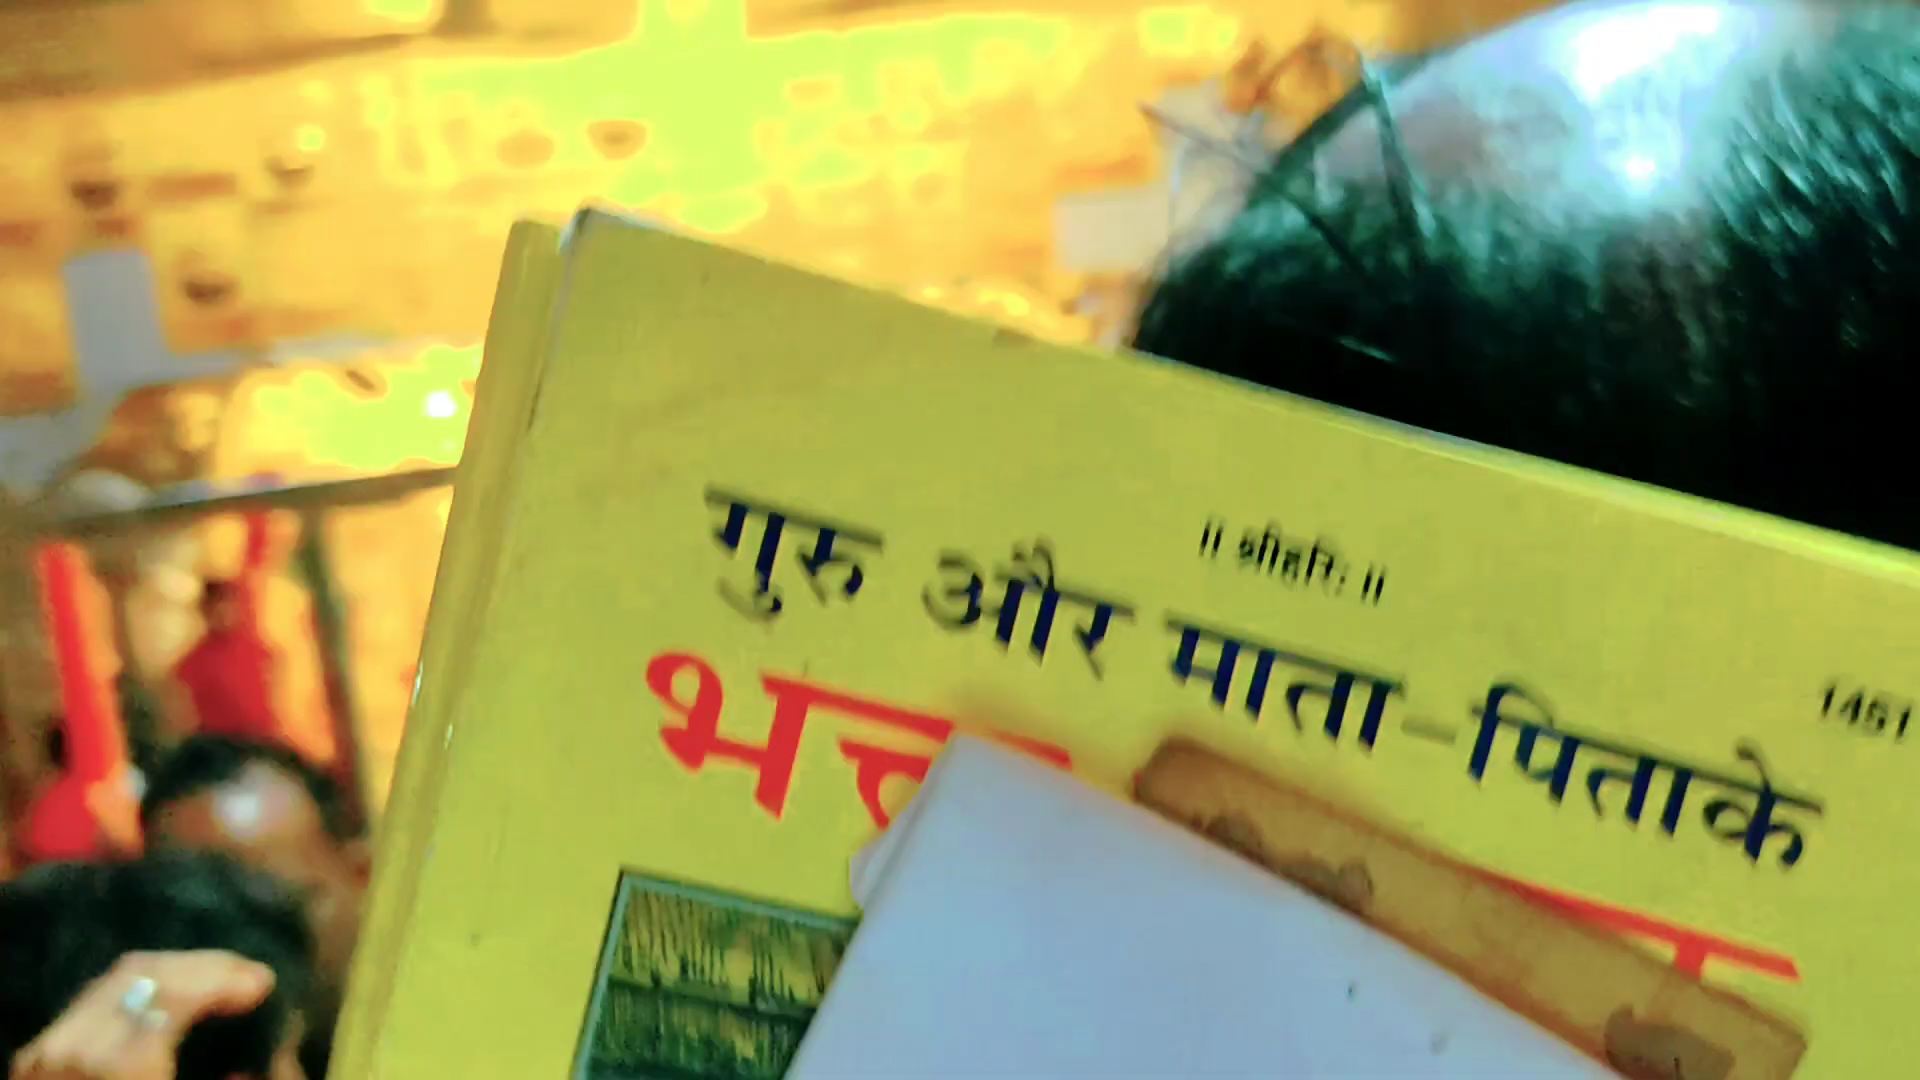 ॥ श्रीहरिः ॥
1451
गुरु और माता-पिताके